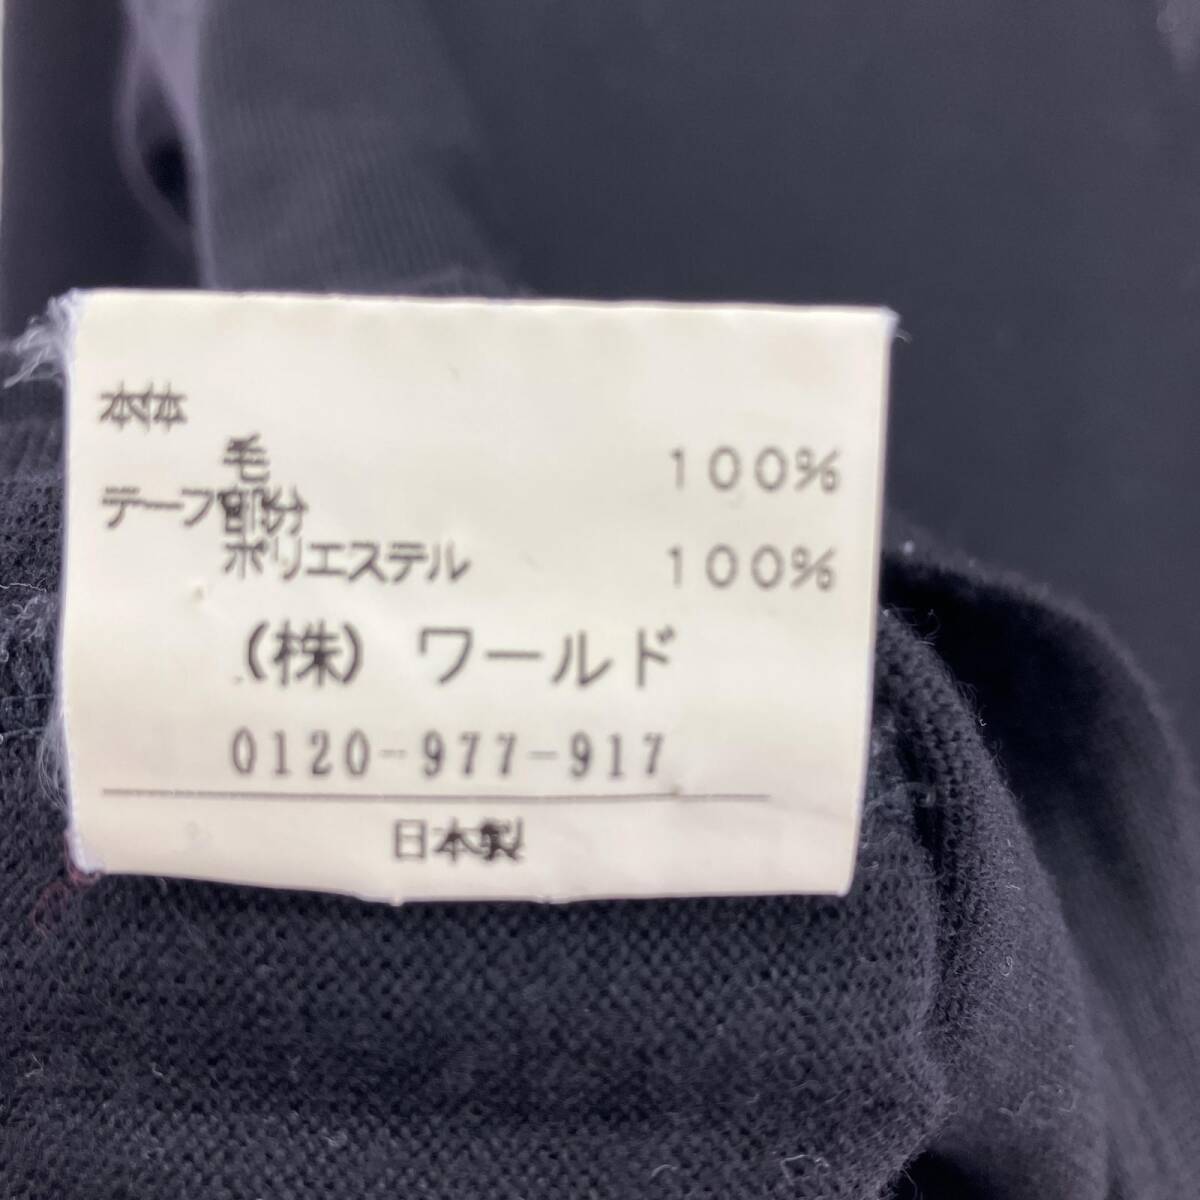 本体
毛 100%
テープ部分
ポリエステル 100%
(株) ワールド
0120-977-917
日本製